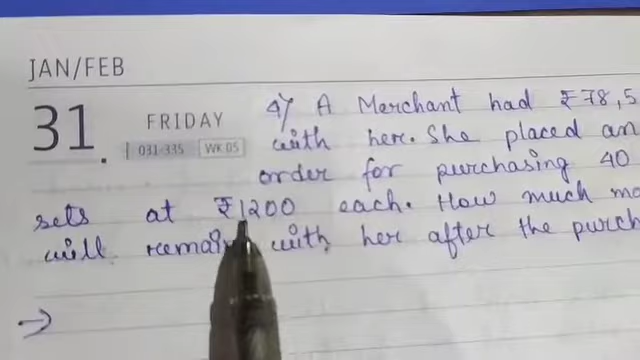 JAN/FEB
31.
FRIDAY
031-335 WK 05
4) A Merchant had ₹78,5
with her. She placed an
order for purchasing 40
sets at ₹1200 each. How much mo
will remain with her after the purch
→